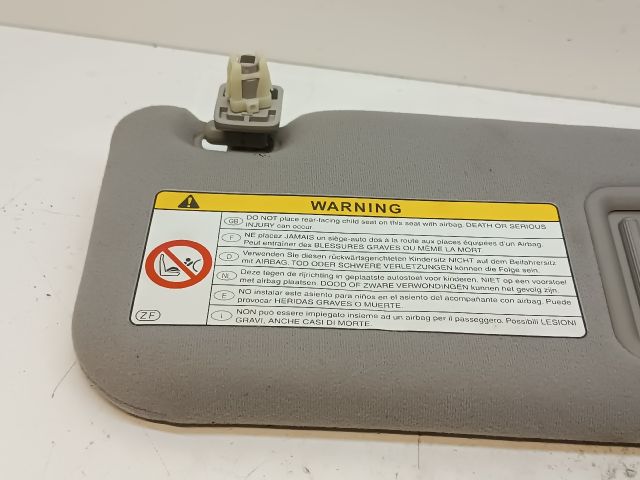 WARNING
GB DO NOT place rear-facing child seat on this seat with airbag. DEATH OR SERIOUS
INJURY can occur.
F NE placez JAMAIS un siège-auto dos à la route aux places équipées d'un Airbag.
Peut entraîner des BLESSURES GRAVES OU MÊME LA MORT.
D Verwenden Sie diesen rückwärtsgerichteten Kindersitz NICHT auf dem Beifahrersitz
mit AIRBAG. TOD ODER SCHWERE VERLETZUNGEN können die Folge sein.
NL Deze tegen de rijrichting in geplaatste autostoel voor kinderen, NIET op een voorstoel
met airbag plaatsen. DOOD OF ZWARE VERWONDINGEN kunnen het gevolg zijn.
E NO instalar este asiento para niños en el asiento del acompañante con airbag. Puede
provocar HERIDAS GRAVES O MUERTE.
I NON può essere impiegato insieme ad un airbag per il passeggero. Possibili LESIONI
GRAVI, ANCHE CASI DI MORTE.
ZF